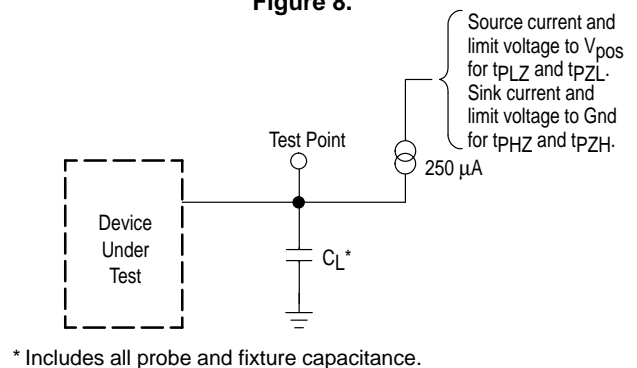 Figure 8.
Source current and
limit voltage to Vpos
for tPLZ and tPZL.
Sink current and
limit voltage to Gnd
for tPHZ and tPZH.
Test Point
250 μA
Device
Under
Test
CL*
* Includes all probe and fixture capacitance.